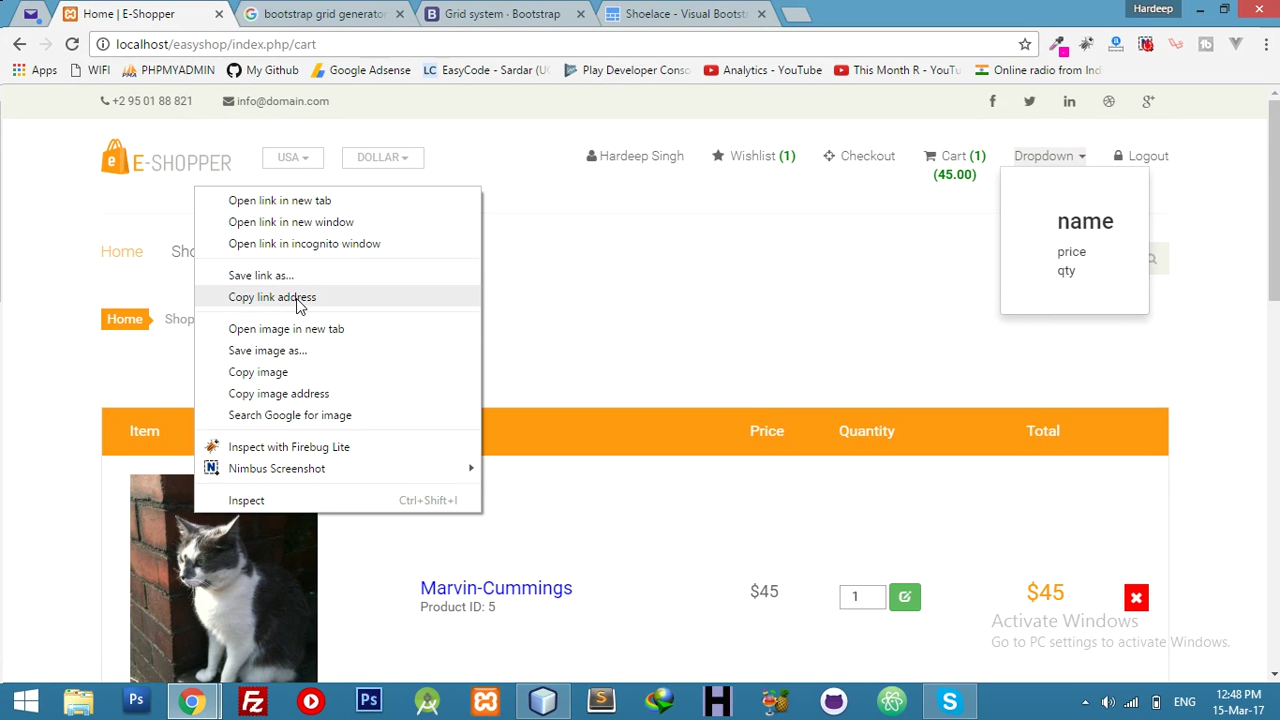 Hardeep
Home | E-Shopper
bootstrap grid generator
Grid system · Bootstrap
Shoelace - Visual Bootst
localhost/easyshop/index.php/cart
Apps
WIFI
PHPMYADMIN
My Github
Google Adsense
LC EasyCode - Sardar (U
Play Developer Conso
Analytics - YouTube
This Month R - YouTu
Online radio from Ind
+2 95 01 88 821
info@domain.com
E-SHOPPER
USA
DOLLAR
Hardeep Singh
Wishlist (1)
Checkout
Cart (1)
(45.00)
Dropdown
Logout
name
price
qty
Open link in new tab
Open link in new window
Open link in incognito window
Save link as...
Copy link address
Open image in new tab
Save image as...
Copy image
Copy image address
Search Google for image
Inspect with Firebug Lite
Nimbus Screenshot
Inspect Ctrl+Shift+I
Home
Sho
Home
Shop
Item
Price
Quantity
Total
Marvin-Cummings
Product ID: 5
$45
1
$45
Activate Windows
Go to PC settings to activate Windows.
ENG
12:48 PM
15-Mar-17